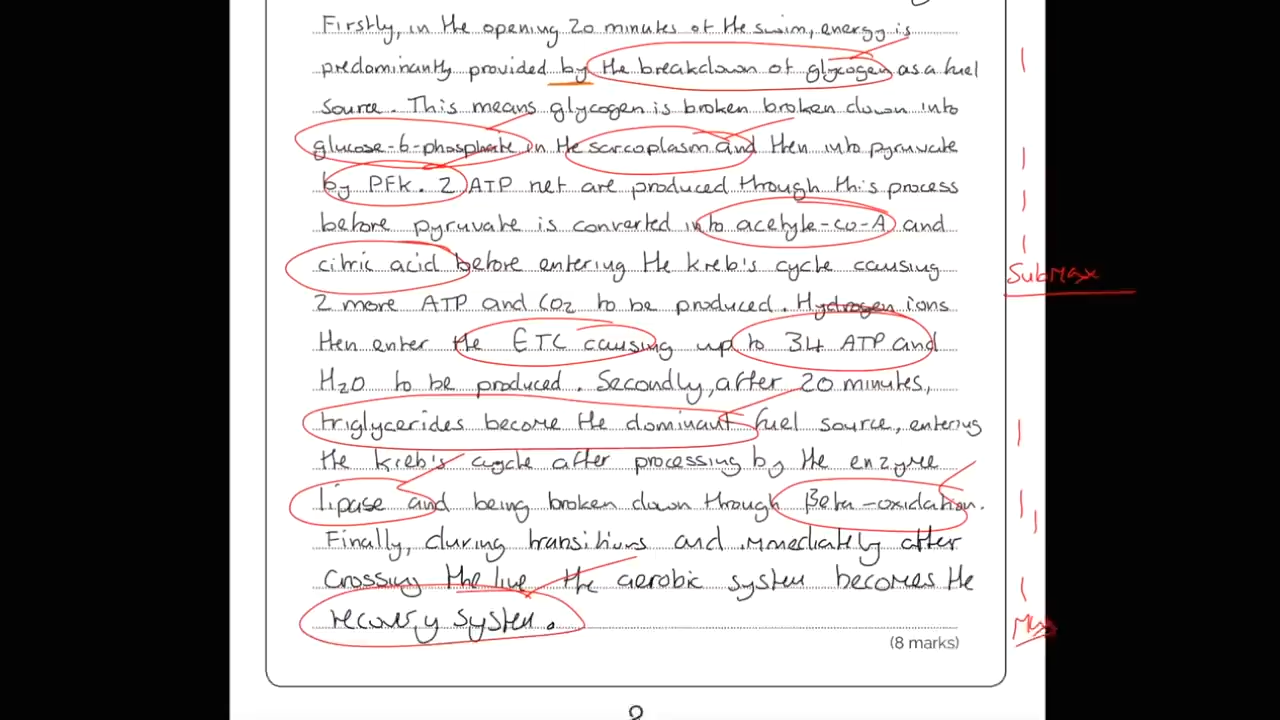 Firstly, in the opening 20 minutes of the swim, energy is
predominantly provided by the breakdown of glycogen as a fuel
source. This means glycogen is broken broken down into
glucose-6-phosphate in the sarcoplasm and then into pyruvate
by PFK. 2 ATP net are produced through this process
before pyruvate is converted into acetyle-co-A and
citric acid before entering the kreb's cycle causing
SubMax
2 more ATP and CO2 to be produced. Hydrogen ions
then enter the ETC causing up to 34 ATP and
H2O to be produced. Secondly, after 20 minutes,
triglycerides become the dominant fuel source, entering
the kreb's cycle after processing by the enzyme
lipase and being broken down through Beta-oxidation.
Finally, during transitions and immediately after
crossing the line the aerobic system becomes the
recovery system.
(8 marks)